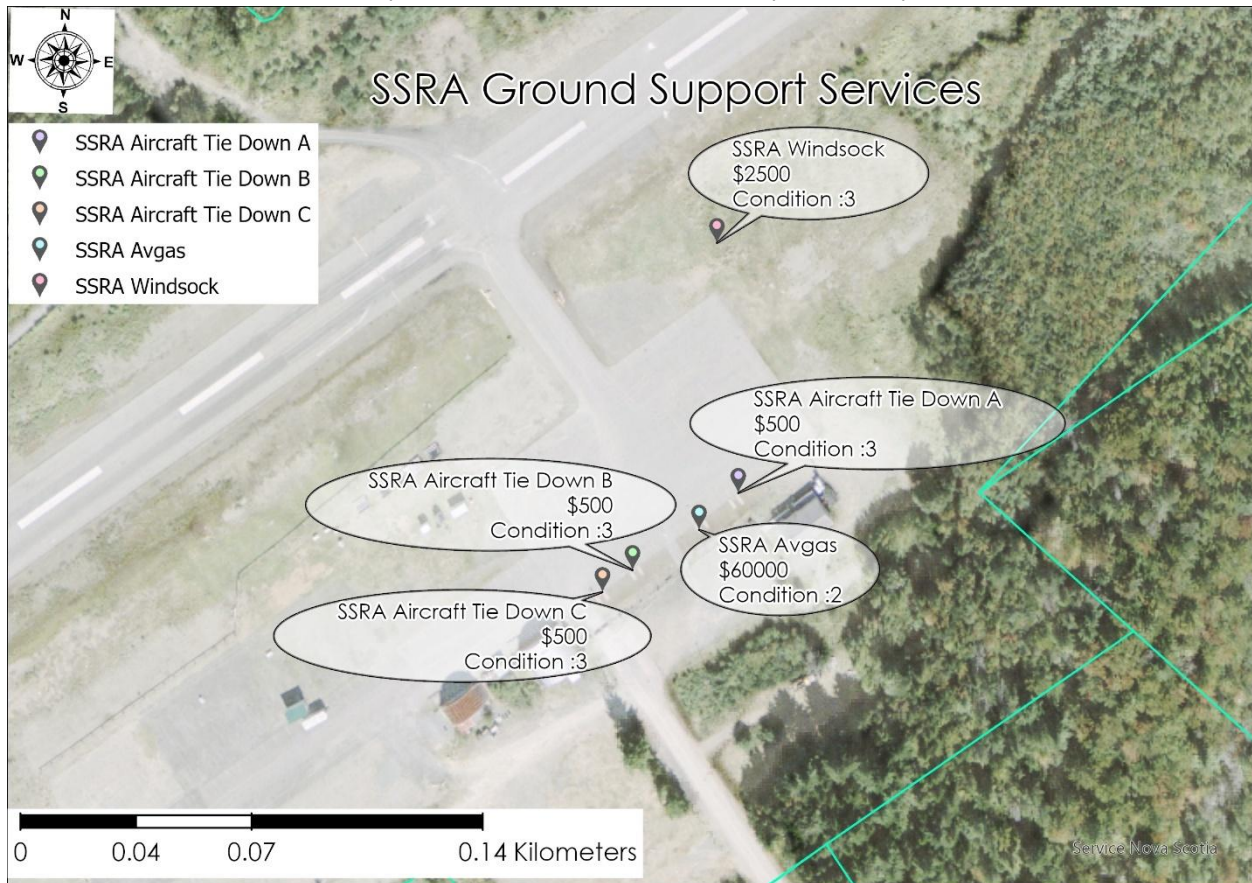 N
W E
S
SSRA Ground Support Services
SSRA Aircraft Tie Down A
SSRA Aircraft Tie Down B
SSRA Aircraft Tie Down C
SSRA Avgas
SSRA Windsock
SSRA Windsock
$2500
Condition :3
SSRA Aircraft Tie Down A
$500
Condition :3
SSRA Aircraft Tie Down B
$500
Condition :3
SSRA Avgas
$60000
Condition :2
SSRA Aircraft Tie Down C
$500
Condition :3
0 0.04 0.07 0.14 Kilometers
Service Nova Scotia